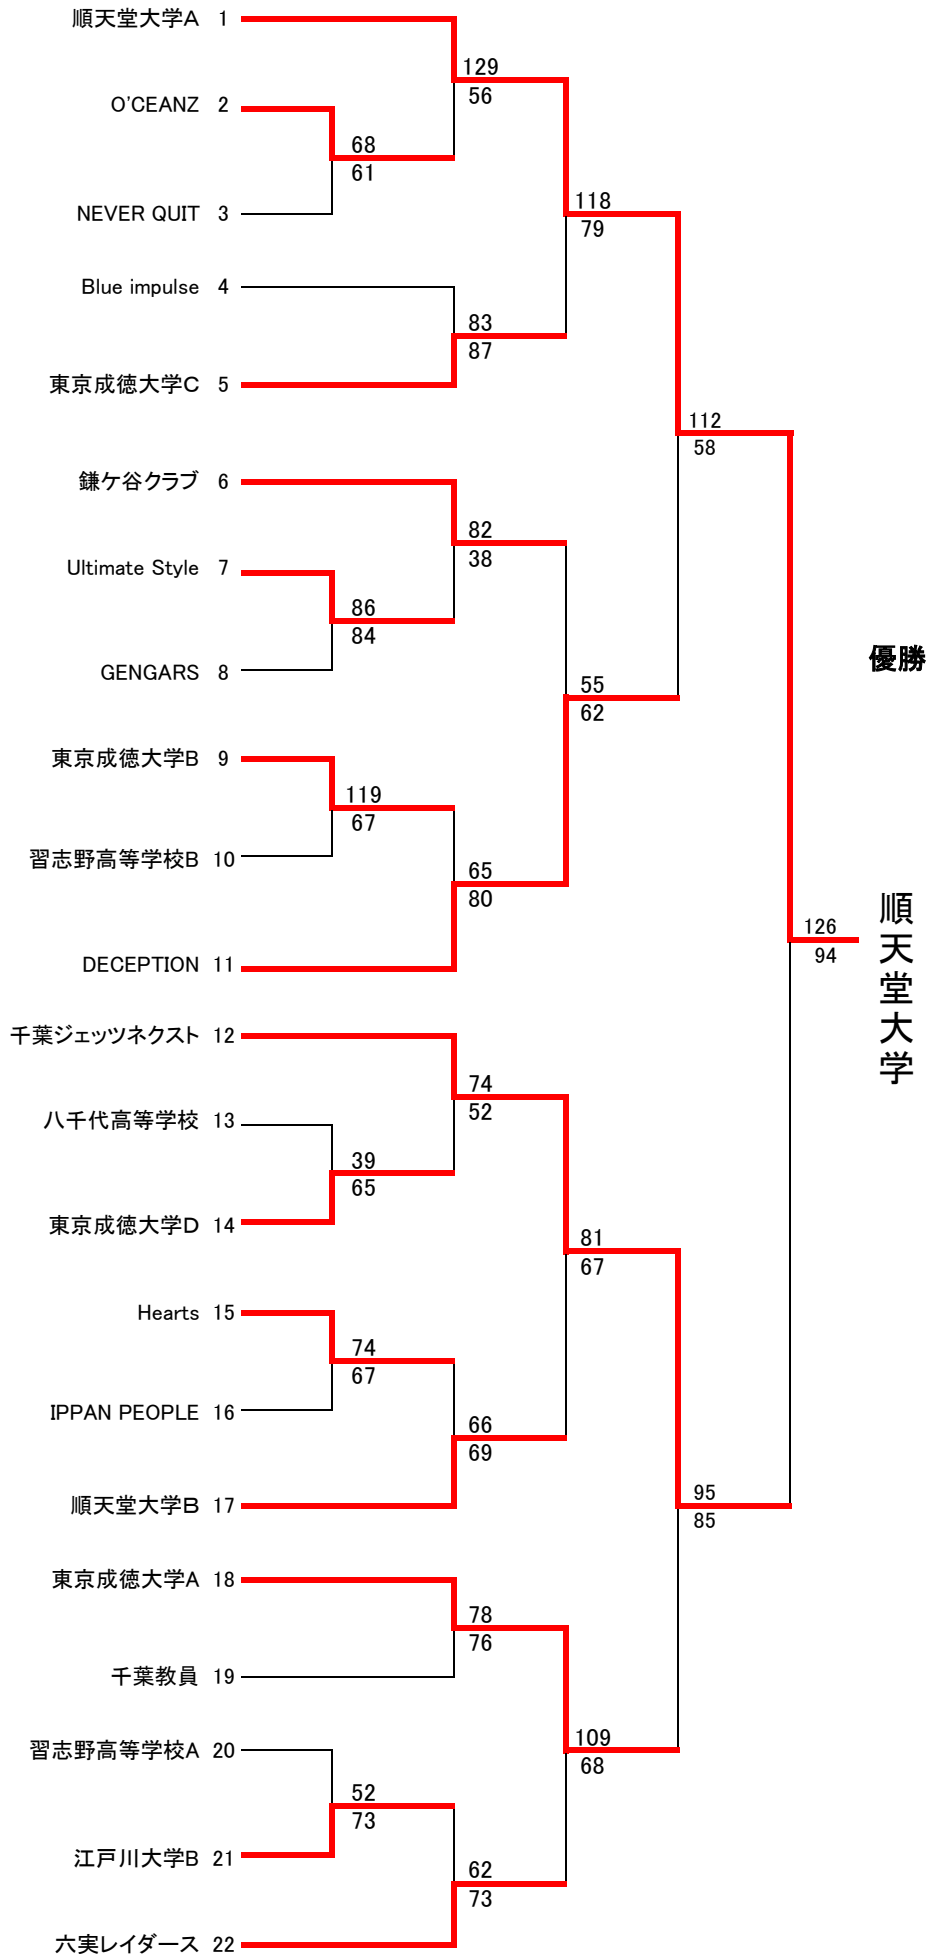 順天堂大学A 1
129
56
O'CEANZ 2
68
61
NEVER QUIT 3
118
79
Blue impulse 4
83
87
東京成徳大学C 5
112
58
鎌ケ谷クラブ 6
82
38
Ultimate Style 7
86
84
GENGARS 8
優勝
55
62
東京成徳大学B 9
119
67
習志野高等学校B 10
65
80
DECEPTION 11
126
94
順天堂大学
千葉ジェッツネクスト 12
74
52
八千代高等学校 13
39
65
東京成徳大学D 14
81
67
Hearts 15
74
67
IPPAN PEOPLE 16
66
69
順天堂大学B 17
95
85
東京成徳大学A 18
78
76
千葉教員 19
109
68
習志野高等学校A 20
52
73
江戸川大学B 21
62
73
六実レイダース 22